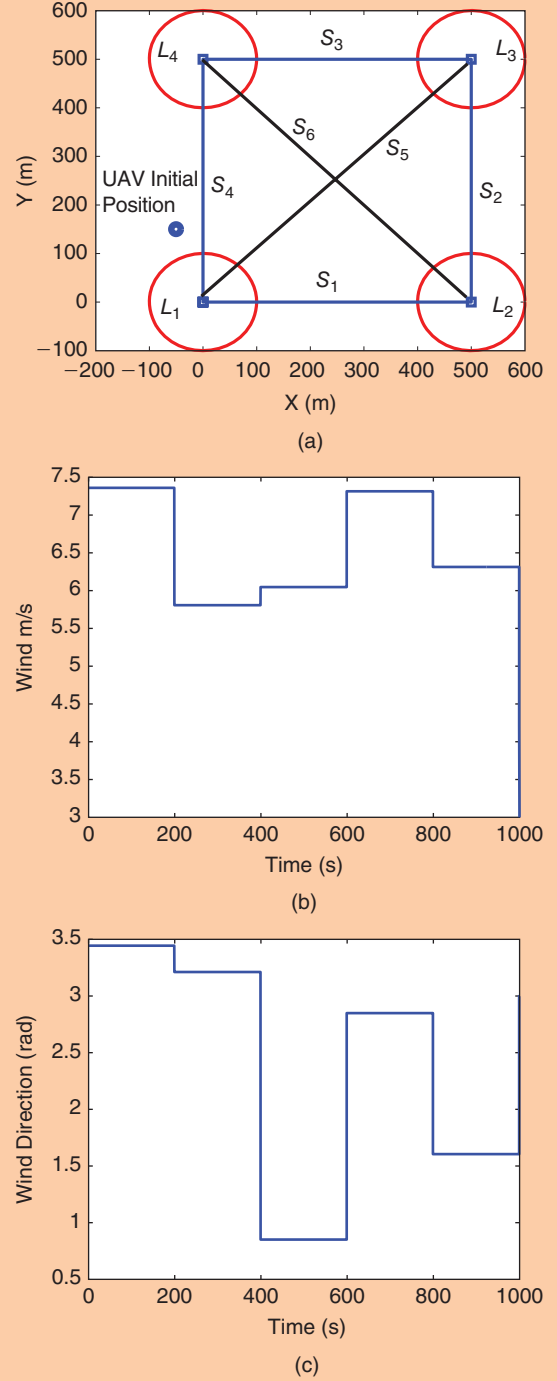 600
500
400
300
200
100
0
−100
Y (m)
L4
S3
L3
S6
S5
UAV Initial
Position
S4
S2
S1
L1
L2
−200 −100 0 100 200 300 400 500 600
X (m)
(a)
7.5
7
6.5
6
5.5
5
4.5
4
3.5
3
Wind m/s
0 200 400 600 800 1000
Time (s)
(b)
3.5
3
2.5
2
1.5
1
0.5
Wind Direction (rad)
0 200 400 600 800 1000
Time (s)
(c)